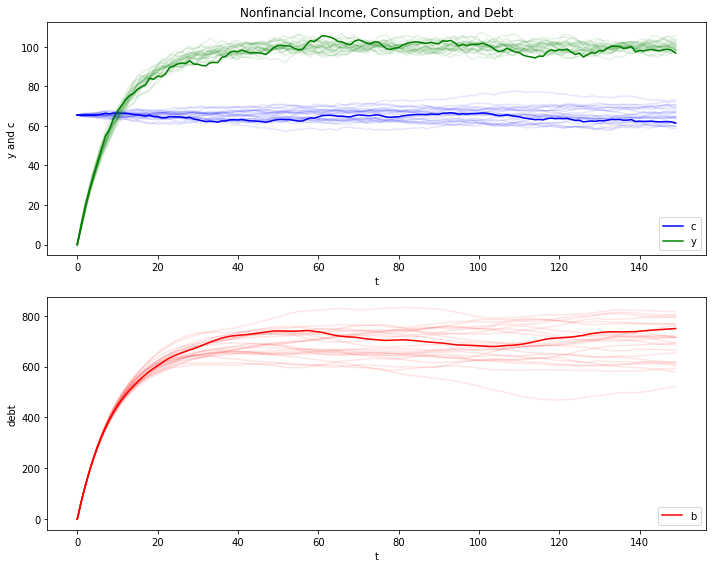 Nonfinancial Income, Consumption, and Debt
100
80
60
40
20
0
y and c
c
y
0 20 40 60 80 100 120 140
t
800
600
400
200
0
debt
b
0 20 40 60 80 100 120 140
t